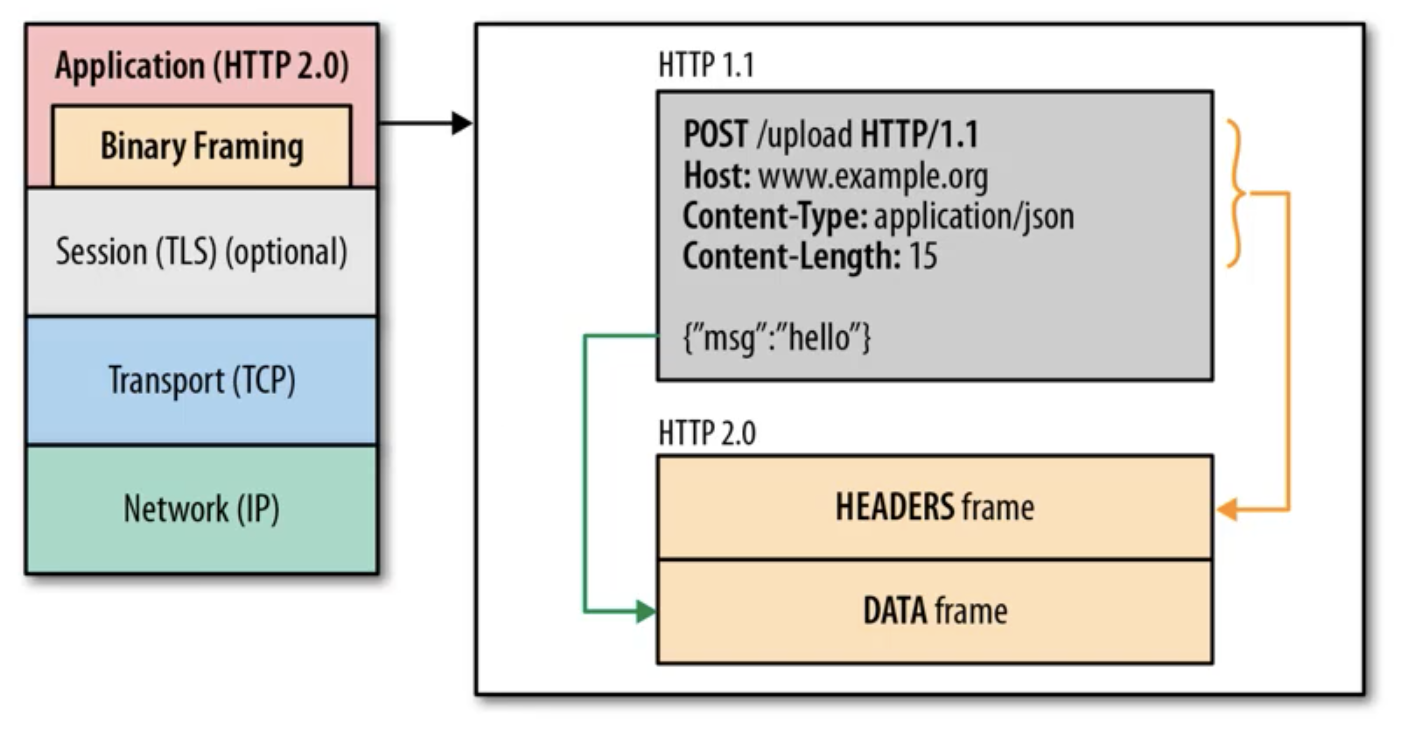 Application (HTTP 2.0)
Binary Framing
Session (TLS) (optional)
Transport (TCP)
Network (IP)
HTTP 1.1
POST /upload HTTP/1.1
Host: www.example.org
Content-Type: application/json
Content-Length: 15
{”msg”:”hello”}
HTTP 2.0
HEADERS frame
DATA frame